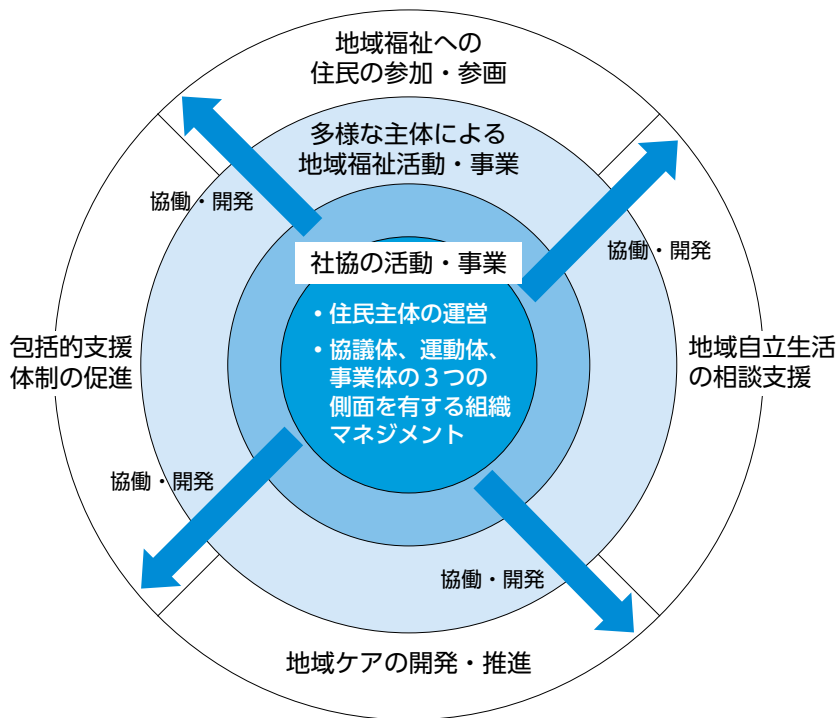 地域福祉への
住民の参加・参画
多様な主体による
地域福祉活動・事業
協働・開発
協働・開発
社協の活動・事業
・住民主体の運営
・協議体、運動体、
事業体の３つの
側面を有する組織
マネジメント
包括的支援
体制の促進
地域自立生活
の相談支援
協働・開発
協働・開発
地域ケアの開発・推進